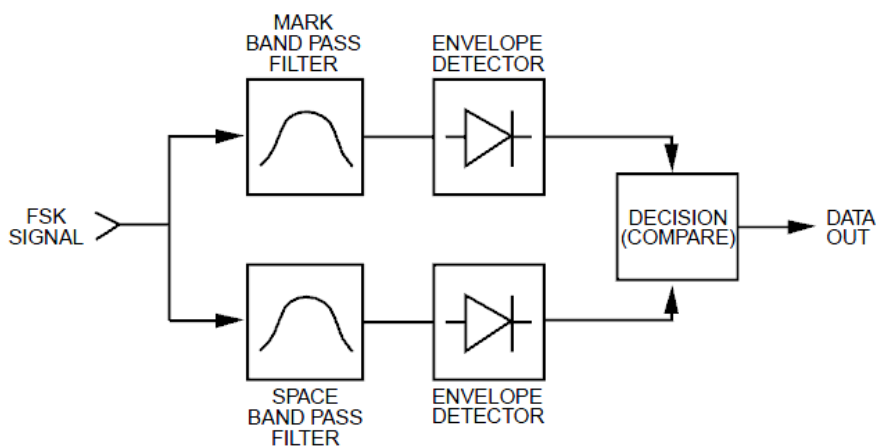 MARK
BAND PASS
FILTER
ENVELOPE
DETECTOR
FSK
SIGNAL
DECISION
(COMPARE)
DATA
OUT
SPACE
BAND PASS
FILTER
ENVELOPE
DETECTOR